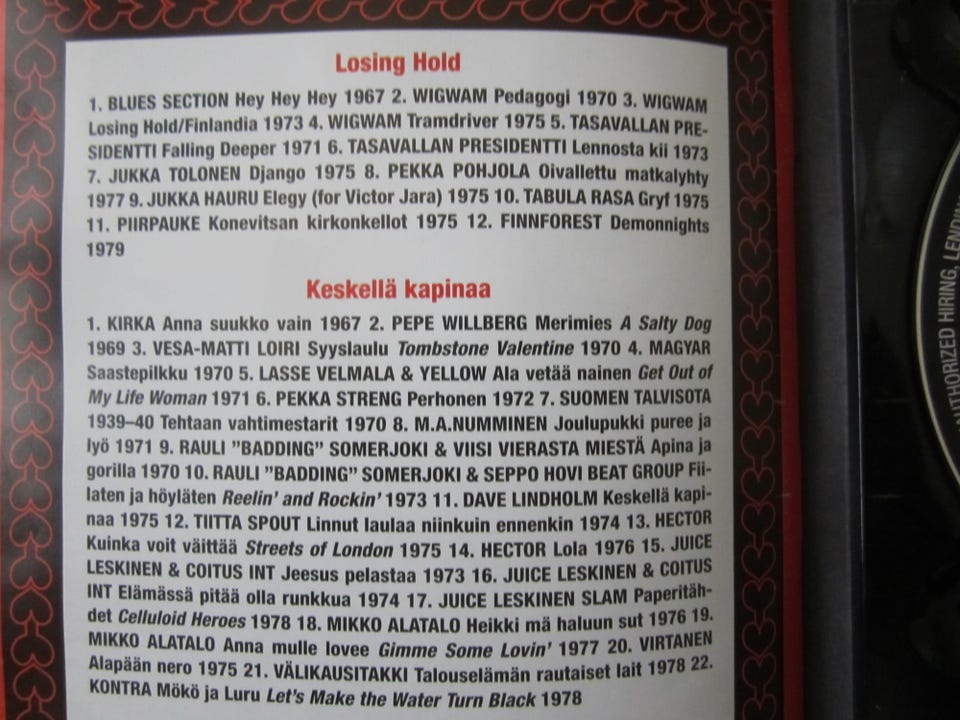 Losing Hold
1. BLUES SECTION Hey Hey Hey 1967 2. WIGWAM Pedagogi 1970 3. WIGWAM
Losing Hold/Finlandia 1973 4. WIGWAM Tramdriver 1975 5. TASAVALLAN PRE-
SIDENTTI Falling Deeper 1971 6. TASAVALLAN PRESIDENTTI Lennosta kii 1973
7. JUKKA TOLONEN Django 1975 8. PEKKA POHJOLA Oivallettu matkalyhty
1977 9. JUKKA HAURU Elegy (for Victor Jara) 1975 10. TABULA RASA Gryf 1975
11. PIIRPAUKE Konevitsan kirkonkellot 1975 12. FINNFOREST Demonnights
1979
Keskellä kapinaa
1. KIRKA Anna suukko vain 1967 2. PEPE WILLBERG Merimies A Salty Dog
1969 3. VESA-MATTI LOIRI Syyslaulu Tombstone Valentine 1970 4. MAGYAR
Saastepilkku 1970 5. LASSE VELMALA & YELLOW Ala vetää nainen Get Out of
My Life Woman 1971 6. PEKKA STRENG Perhonen 1972 7. SUOMEN TALVISOTA
1939–40 Tehtaan vahtimestarit 1970 8. M.A.NUMMINEN Joulupukki puree ja
lyö 1971 9. RAULI ”BADDING” SOMERJOKI & VIISI VIERASTA MIESTÄ Apina ja
gorilla 1970 10. RAULI ”BADDING” SOMERJOKI & SEPPO HOVI BEAT GROUP Fii-
laten ja höyläten Reelin’ and Rockin’ 1973 11. DAVE LINDHOLM Keskellä kapi-
naa 1975 12. TIITTA SPOUT Linnut laulaa niinkuin ennenkin 1974 13. HECTOR
Kuinka voit väittää Streets of London 1975 14. HECTOR Lola 1976 15. JUICE
LESKINEN & COITUS INT Jeesus pelastaa 1973 16. JUICE LESKINEN & COITUS
INT Elämässä pitää olla runkkua 1974 17. JUICE LESKINEN SLAM Paperitäh-
det Celluloid Heroes 1978 18. MIKKO ALATALO Heikki mä haluun sut 1976 19.
MIKKO ALATALO Anna mulle lovee Gimme Some Lovin’ 1977 20. VIRTANEN
Alapään nero 1975 21. VÄLIKAUSITAKKI Talouselämän rautaiset lait 1978 22.
KONTRA Mökö ja Luru Let’s Make the Water Turn Black 1978
AUTHORIZED HIRING, LENDING